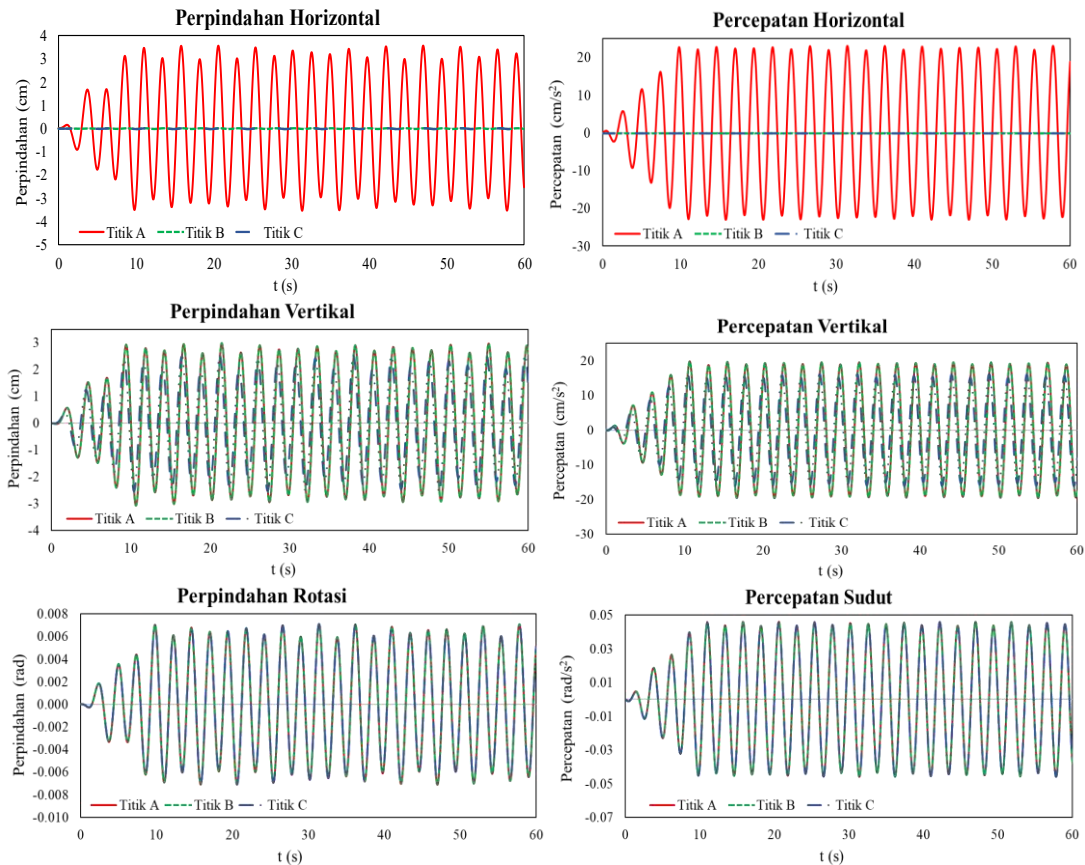 Perpindahan Horizontal
Perpindahan (cm)
4
3
2
1
0
-1
-2
-3
-4
-5
Titik A Titik B Titik C
0 10 20 30 40 50 60
t (s)
Percepatan Horizontal
Percepatan (cm/s²)
20
10
0
-10
-20
-30
Titik A Titik B Titik C
0 10 20 30 40 50 60
t (s)
Perpindahan Vertikal
Perpindahan (cm)
3
2
1
0
-1
-2
-3
-4
Titik A Titik B Titik C
0 10 20 30 40 50 60
t (s)
Percepatan Vertikal
Percepatan (cm/s²)
20
10
0
-10
-20
-30
Titik A Titik B Titik C
0 10 20 30 40 50 60
t (s)
Perpindahan Rotasi
Perpindahan (rad)
0.008
0.006
0.004
0.002
0.000
-0.002
-0.004
-0.006
-0.008
-0.010
Titik A Titik B Titik C
0 10 20 30 40 50 60
t (s)
Percepatan Sudut
Percepatan (rad/s²)
0.05
0.03
0.01
-0.01
-0.03
-0.05
-0.07
Titik A Titik B Titik C
0 10 20 30 40 50 60
t (s)